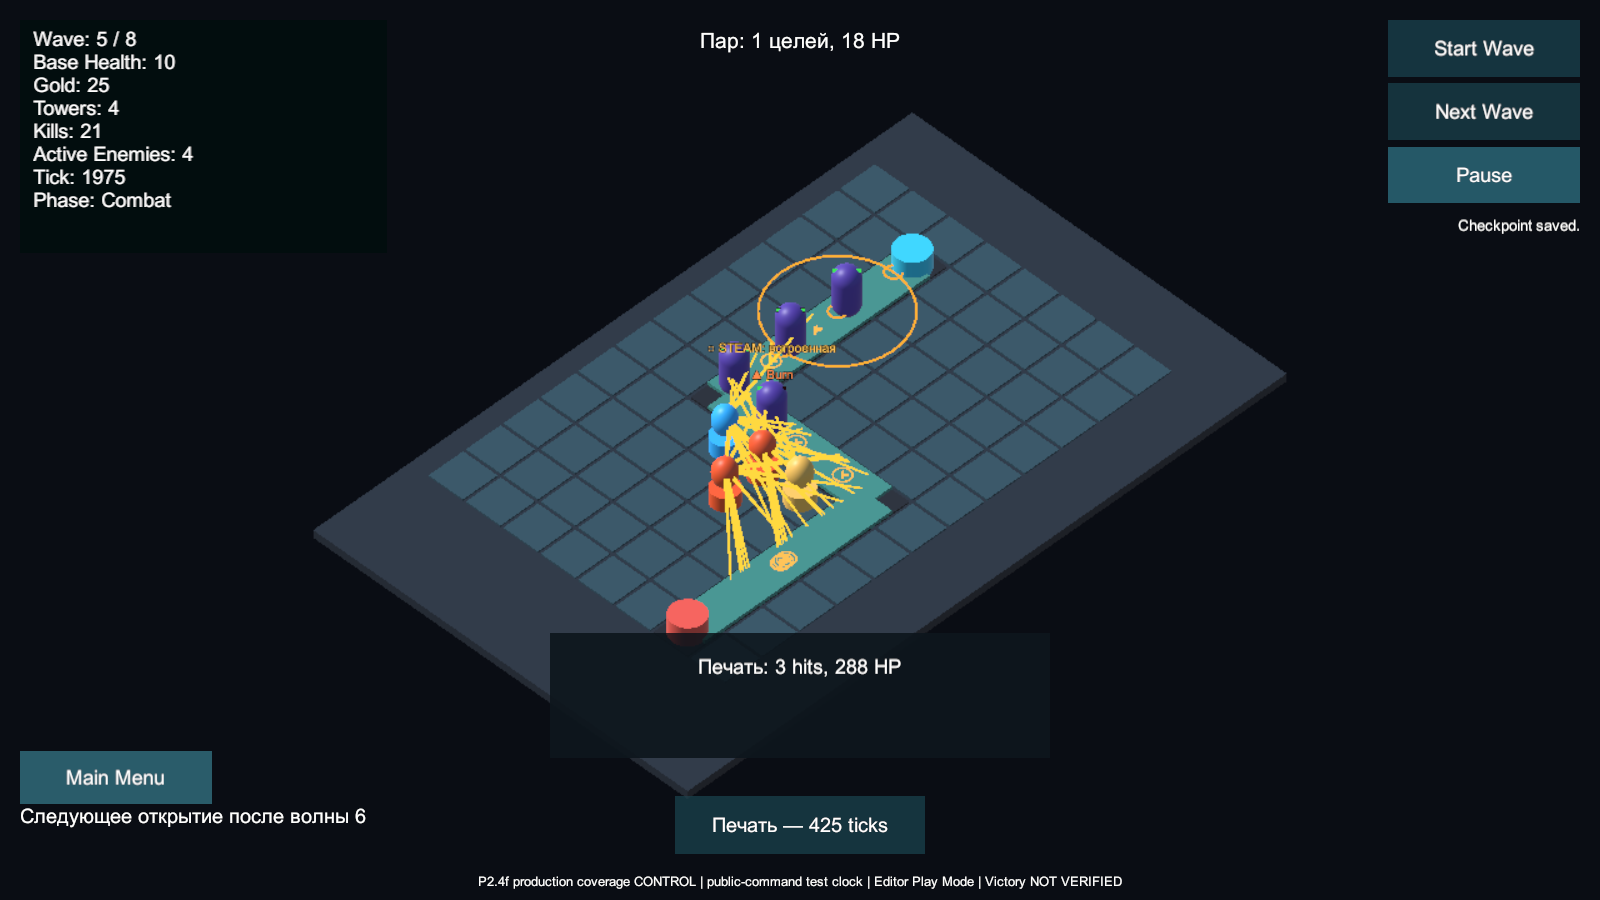 Wave: 5 / 8
Base Health: 10
Gold: 25
Towers: 4
Kills: 21
Active Enemies: 4
Tick: 1975
Phase: Combat
Пар: 1 целей, 18 HP
Start Wave
Next Wave
Pause
Checkpoint saved.
STEAM: построенная
▲ Burn
Печать: 3 hits, 288 HP
Main Menu
Следующее открытие после волны 6
Печать — 425 ticks
P2.4f production coverage CONTROL | public-command test clock | Editor Play Mode | Victory NOT VERIFIED